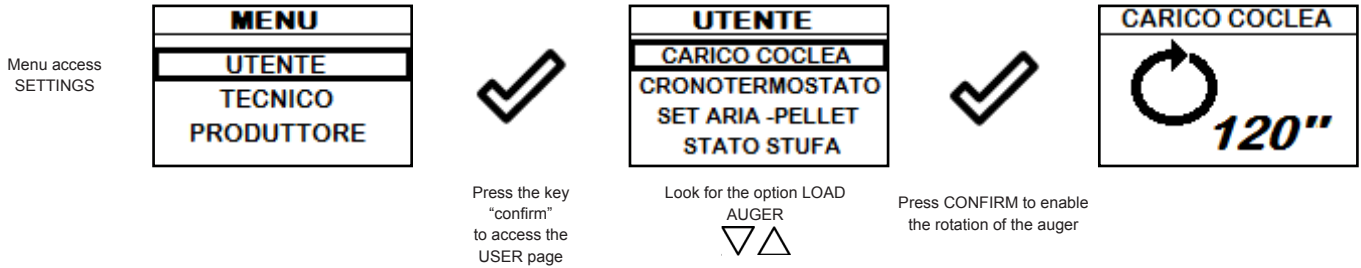 Menu access
SETTINGS
MENU
UTENTE
TECNICO
PRODUTTORE
Press the key
“confirm”
to access the
USER page
UTENTE
CARICO COCLEA
CRONOTERMOSTATO
SET ARIA -PELLET
STATO STUFA
Look for the option LOAD
AUGER
Press CONFIRM to enable
the rotation of the auger
CARICO COCLEA
120"